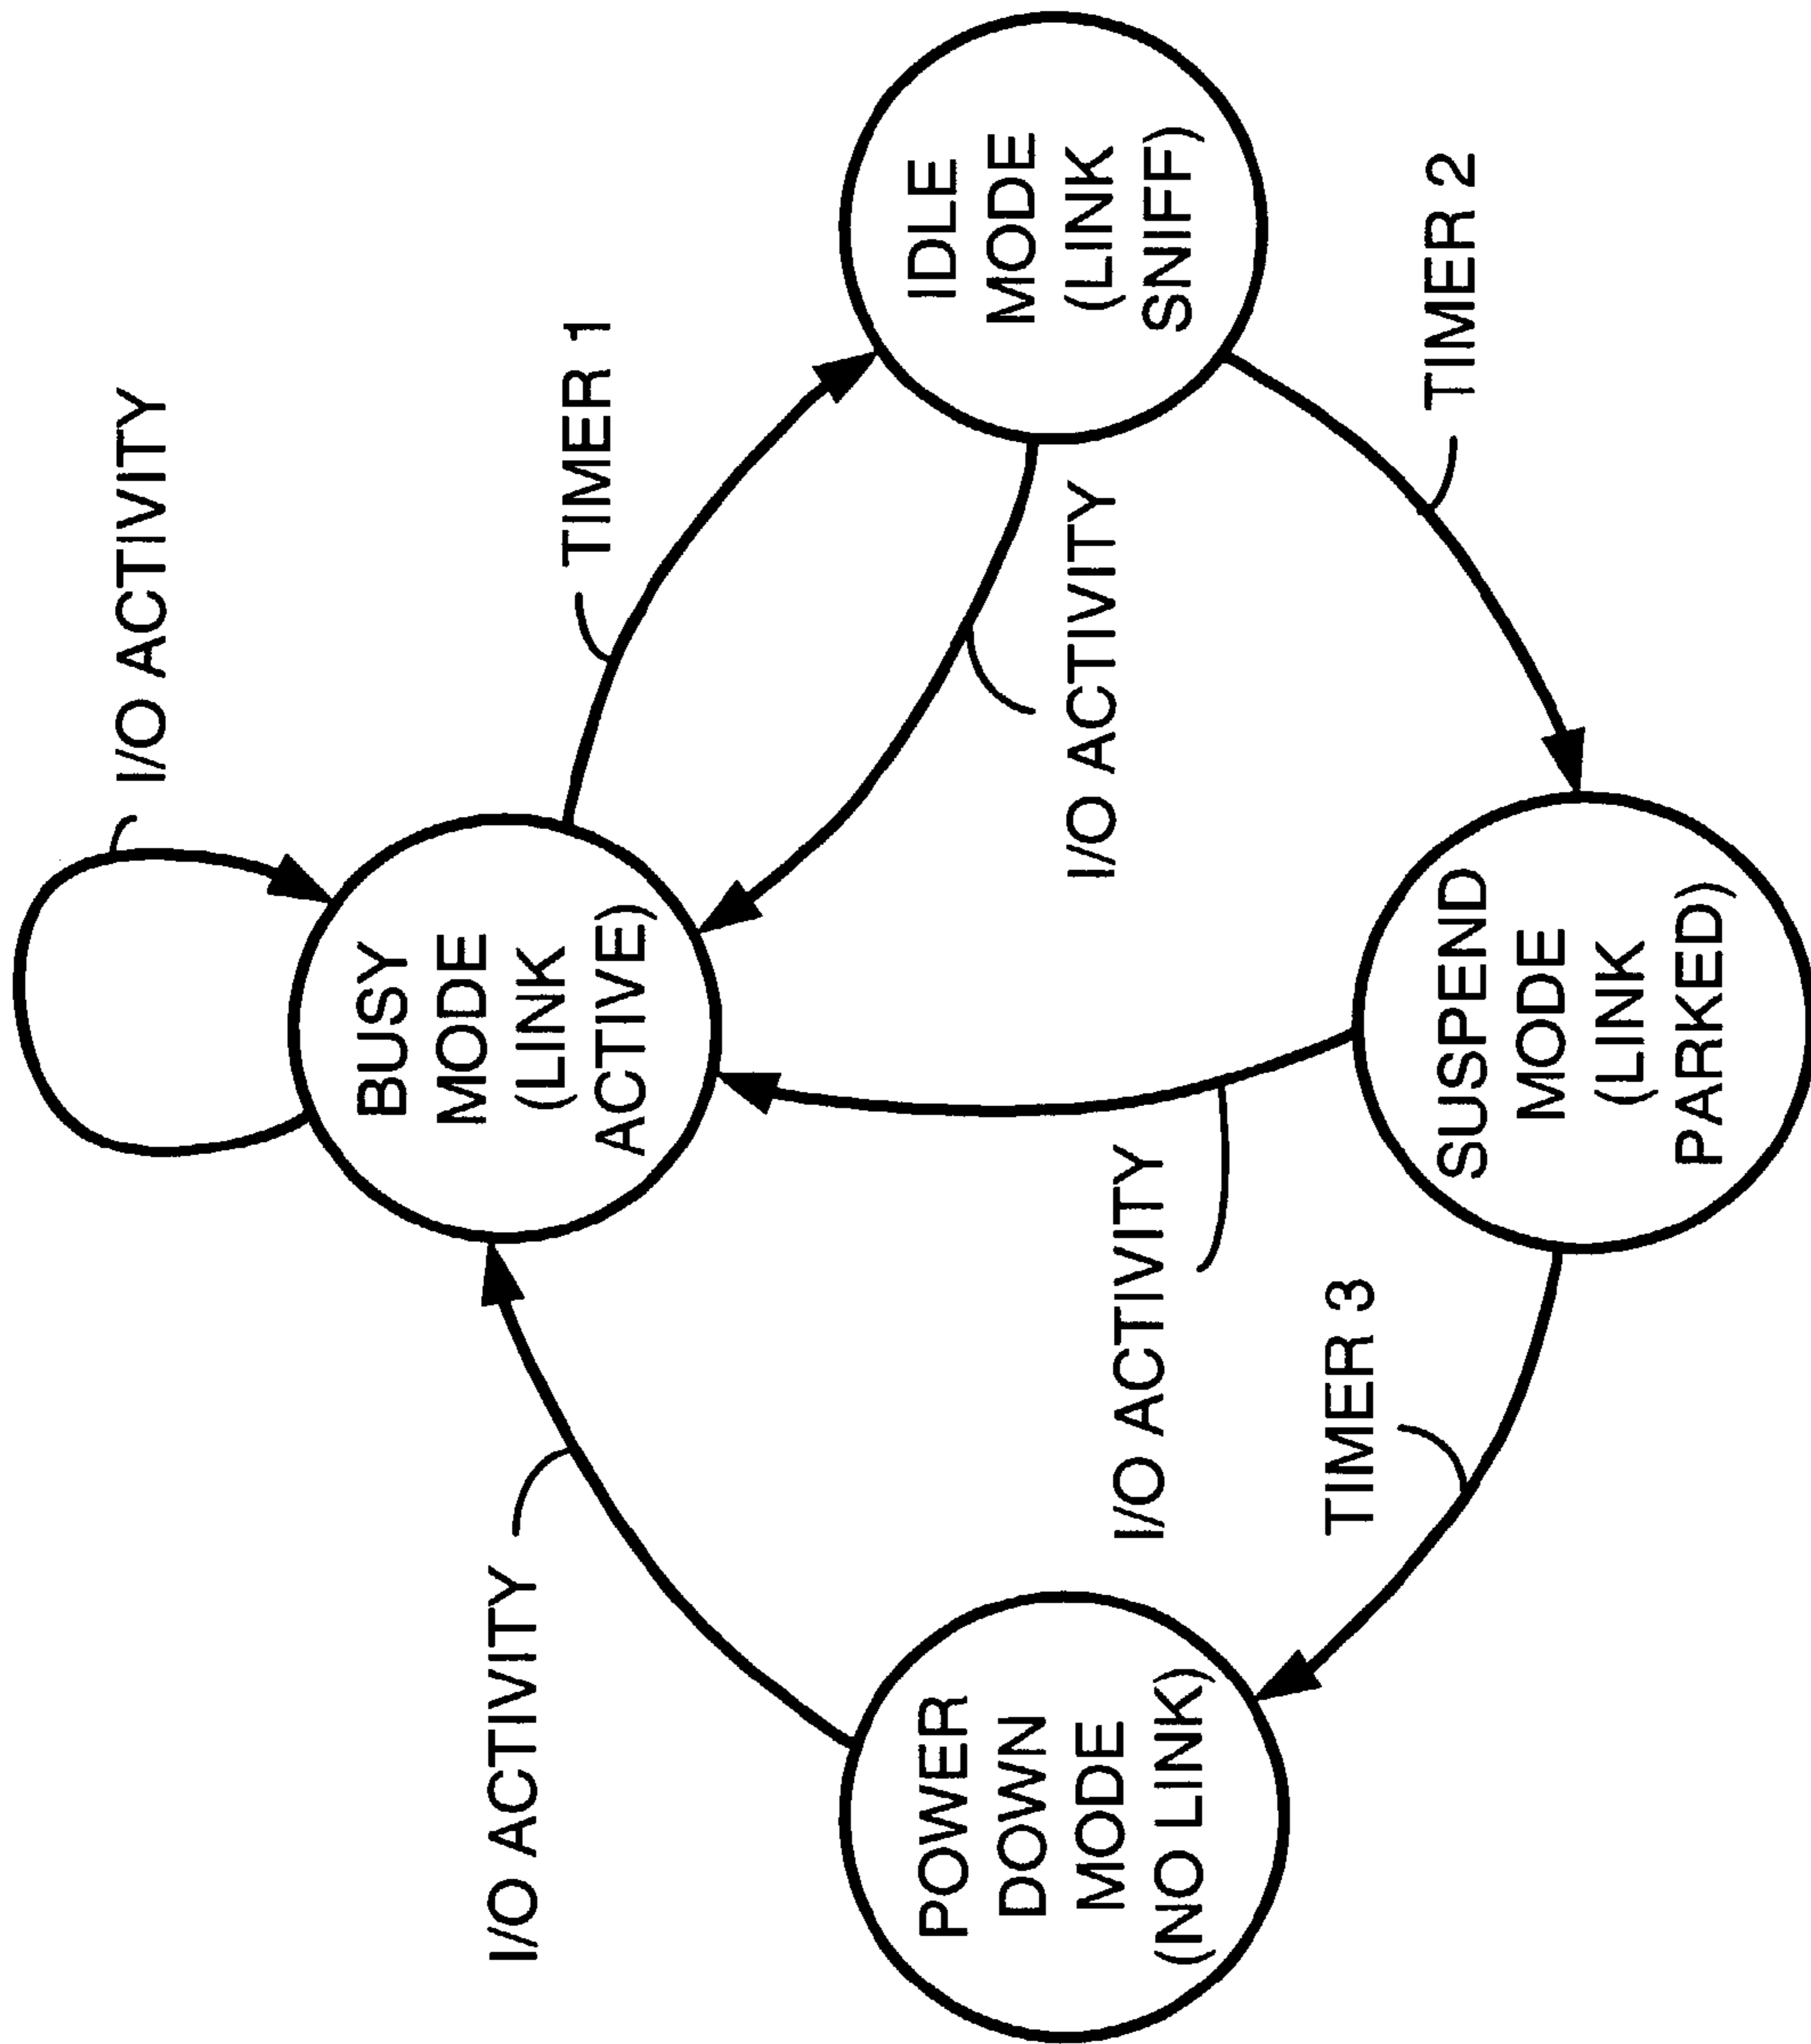 I/O ACTIVITY
BUSY
MODE
(LINK
ACTIVE)
TIMER 1
I/O ACTIVITY
IDLE
MODE
(LINK
SNIFF)
I/O ACTIVITY
TIMER 2
I/O ACTIVITY
POWER
DOWN
MODE
(NO LINK)
TIMER 3
SUSPEND
MODE
(LINK
PARKED)